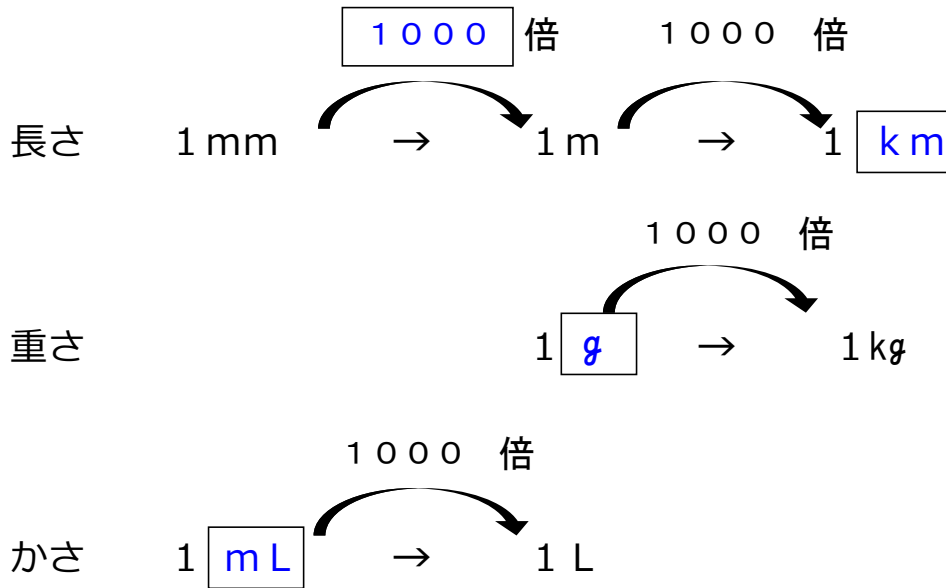 １０００ 倍 １０００ 倍
長さ １mm → １m → １ ｋｍ
１０００ 倍
重さ １ g → １kg
１０００ 倍
かさ １ ｍＬ → １ L